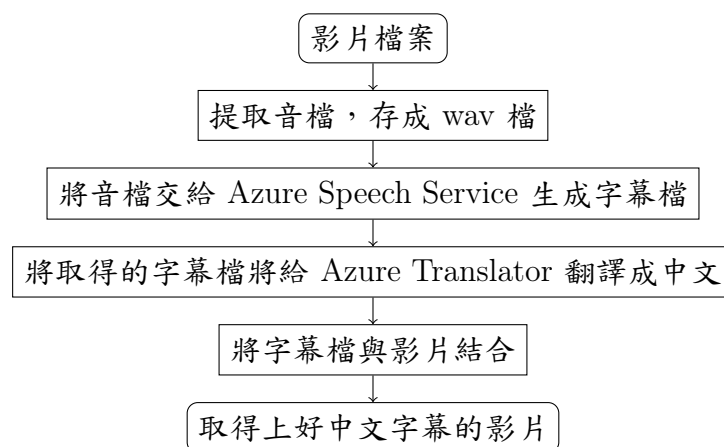 影片檔案
提取音檔，存成 wav 檔
將音檔交給 Azure Speech Service 生成字幕檔
將取得的字幕檔將給 Azure Translator 翻譯成中文
將字幕檔與影片結合
取得上好中文字幕的影片